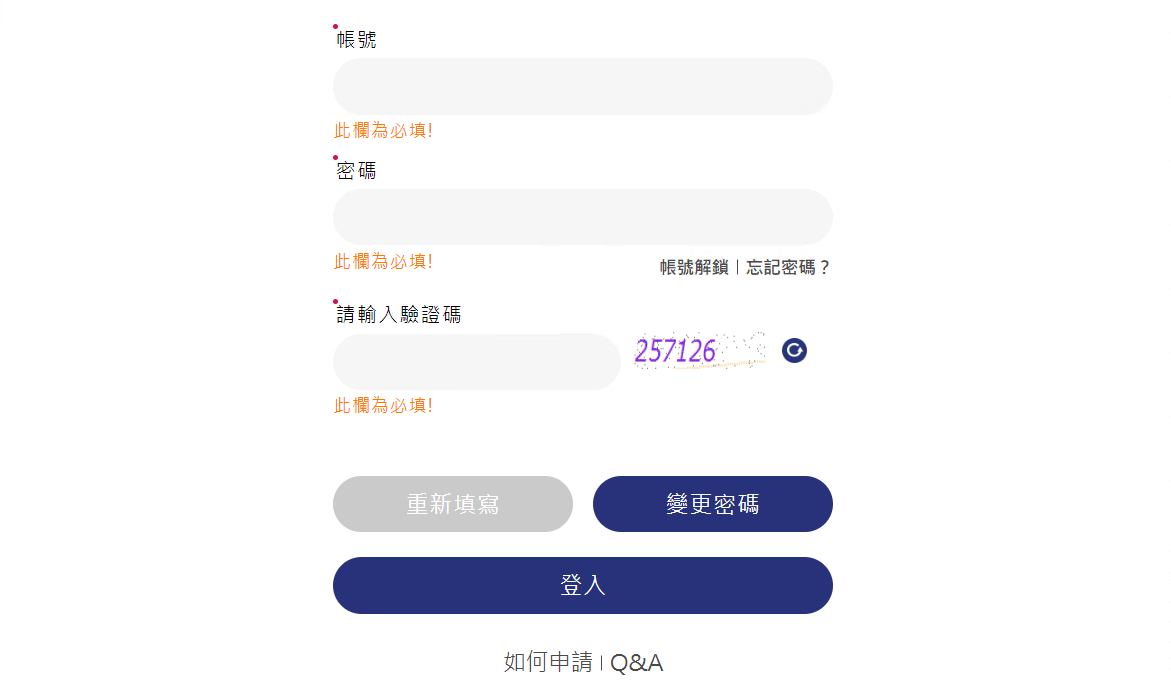 帳號
此欄為必填!
密碼
此欄為必填!
帳號解鎖 | 忘記密碼？
請輸入驗證碼
257126
此欄為必填!
重新填寫 變更密碼
登入
如何申請 | Q&A